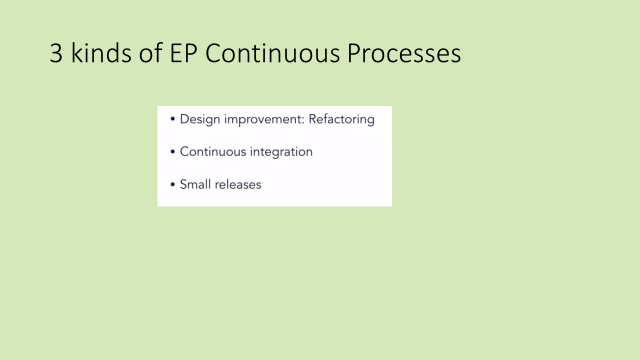 3 kinds of EP Continuous Processes
• Design improvement: Refactoring
• Continuous integration
• Small releases